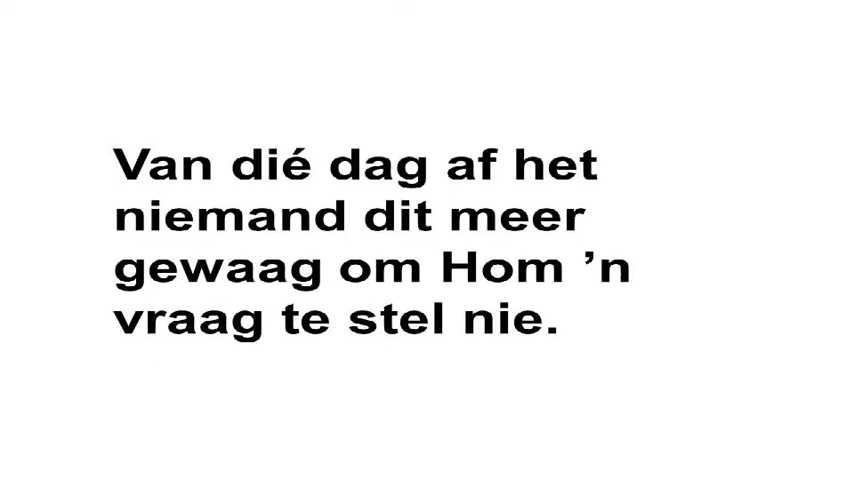 Van dié dag af het
niemand dit meer
gewaag om Hom ’n
vraag te stel nie.